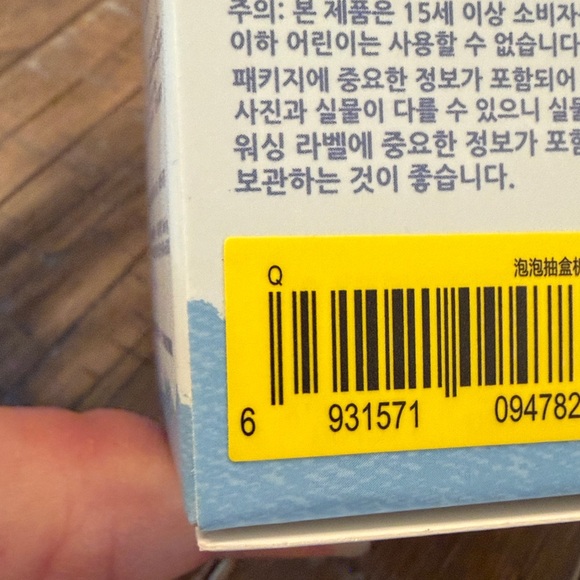 주의: 본 제품은 15세 이상 소비자
이하 어린이는 사용할 수 없습니다
패키지에 중요한 정보가 포함되어
사진과 실물이 다를 수 있으니 실물
워싱 라벨에 중요한 정보가 포함
보관하는 것이 좋습니다.
Q
泡泡抽盒机
6 931571 094782